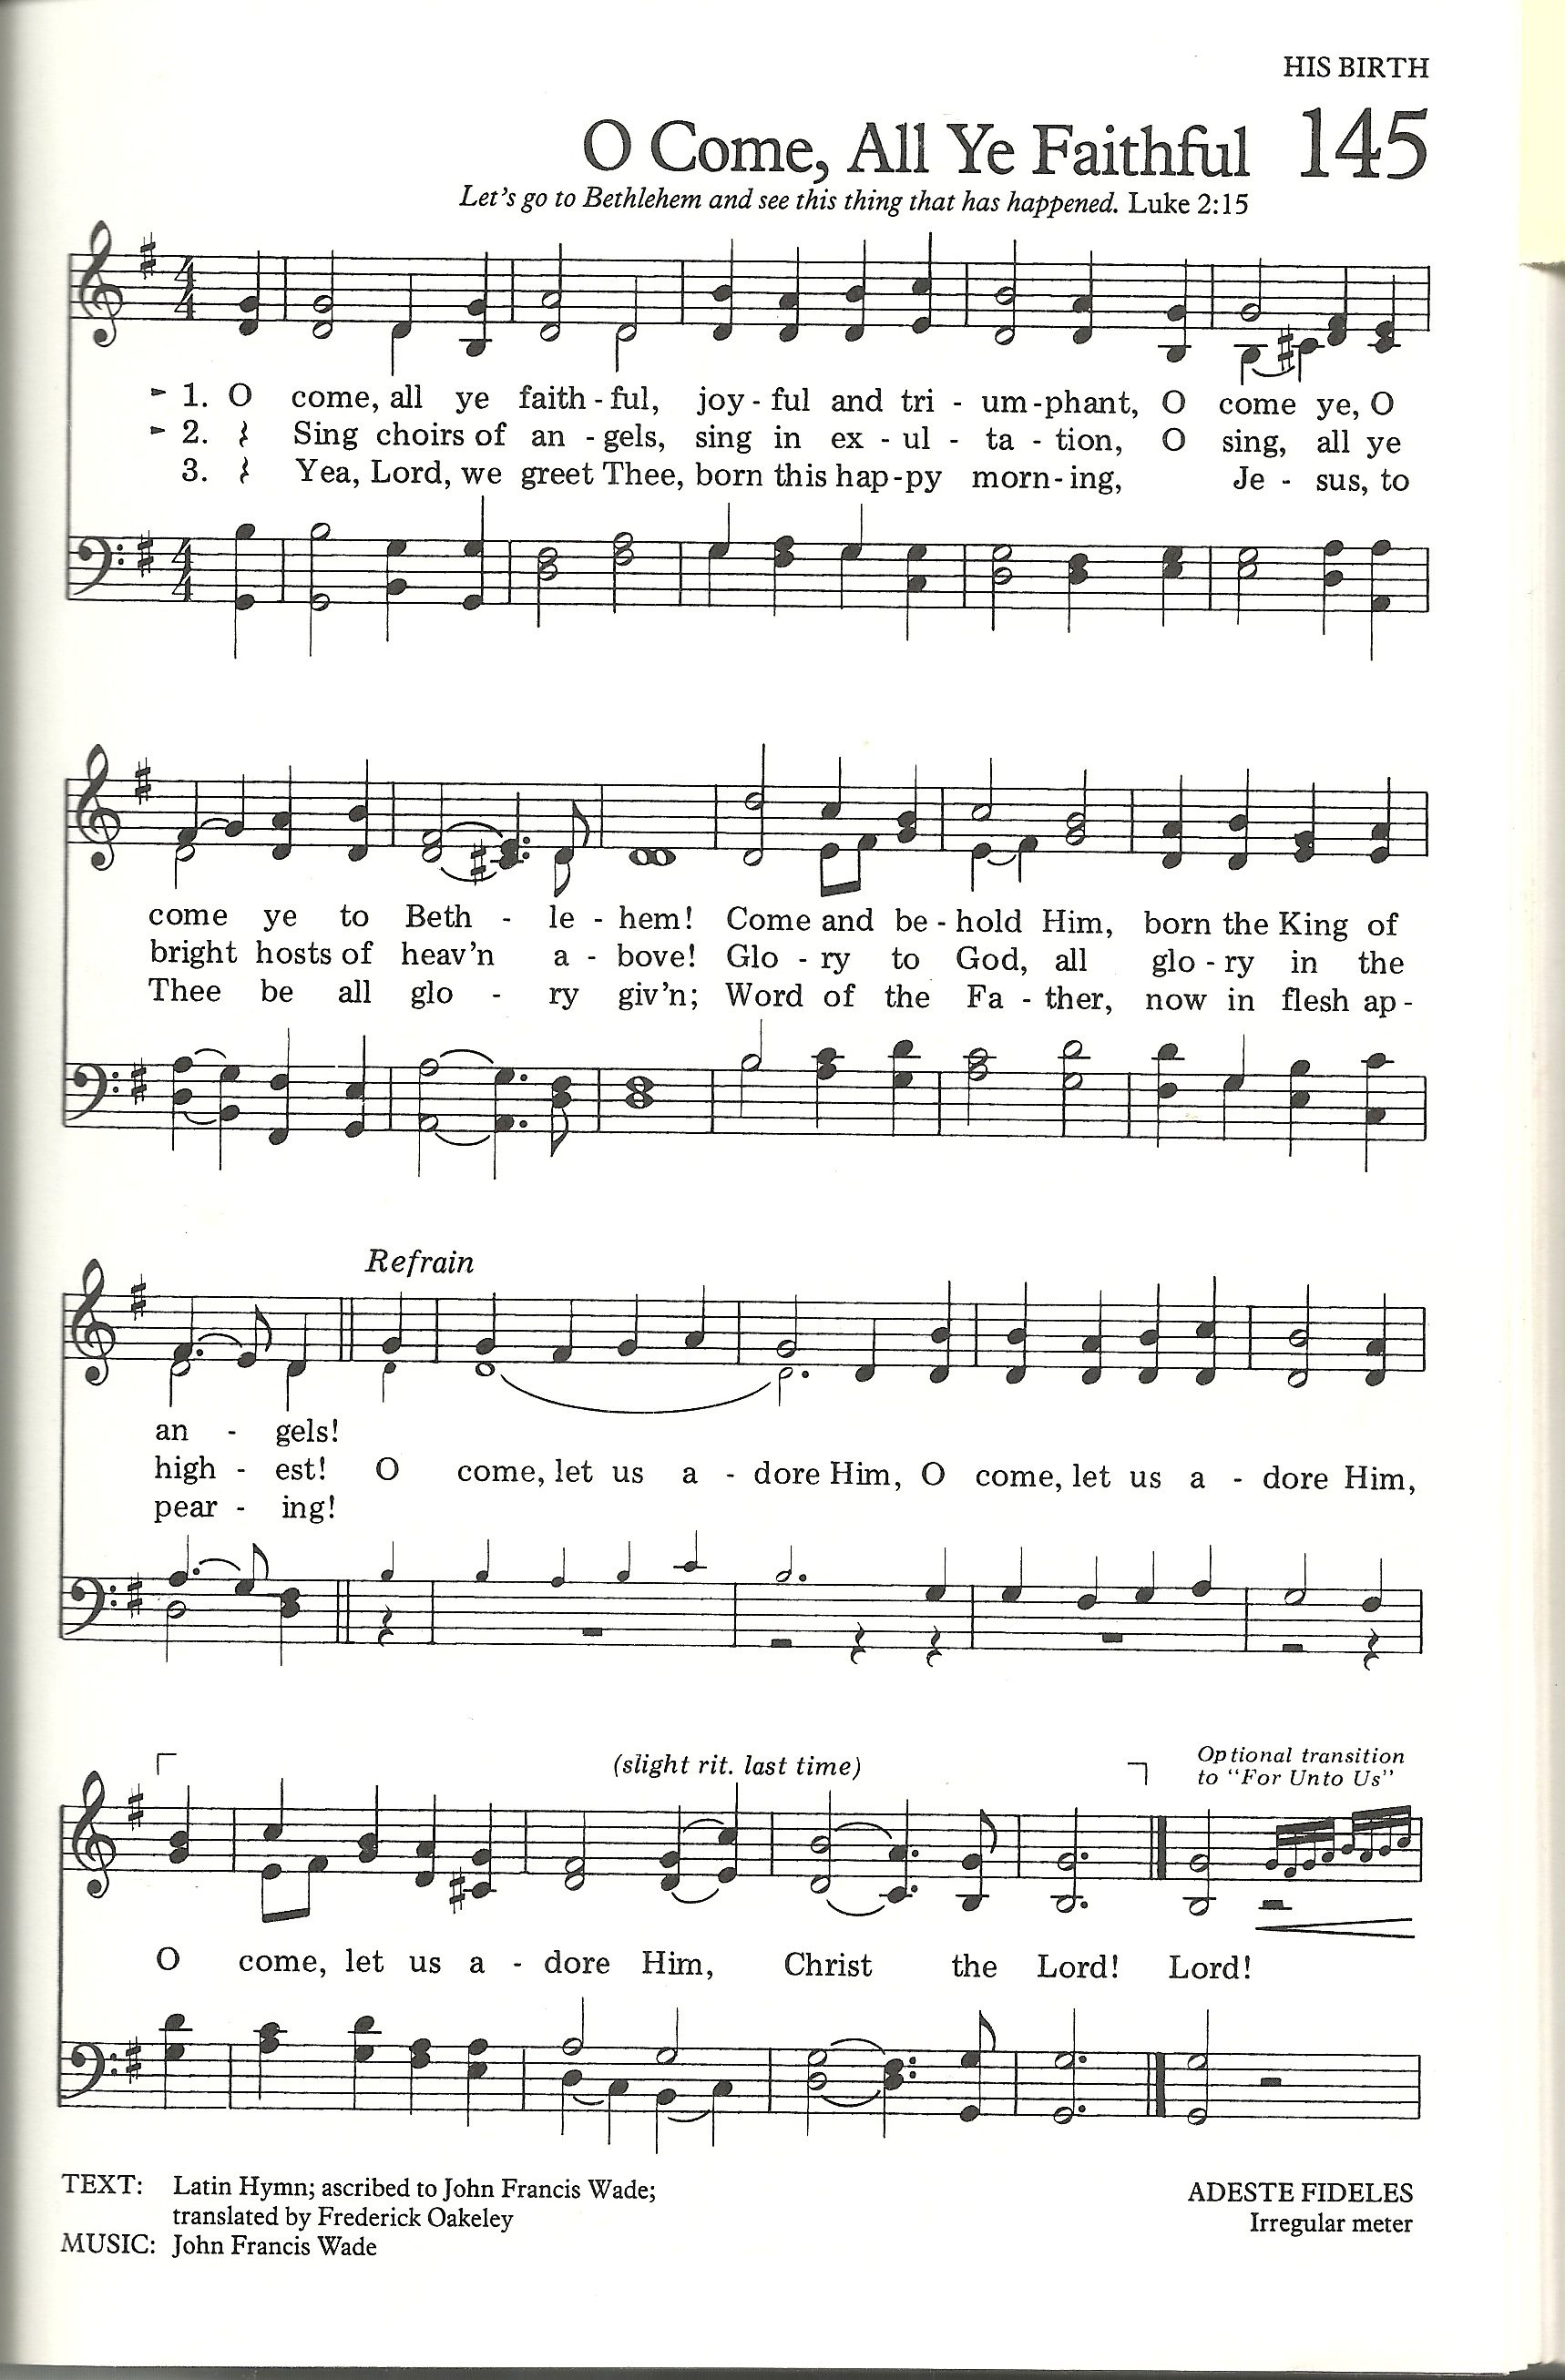 HIS BIRTH
O Come, All Ye Faithful 145
Let's go to Bethlehem and see this thing that has happened. Luke 2:15
1. O come, all ye faith - ful, joy - ful and tri - um-phant, O come ye, O
2. Sing choirs of an - gels, sing in ex - ul - ta - tion, O sing, all ye
3. Yea, Lord, we greet Thee, born this hap-py morn-ing, Je - sus, to
come ye to Beth - le - hem! Come and be - hold Him, born the King of
bright hosts of heav'n a - bove! Glo - ry to God, all glo - ry in the
Thee be all glo - ry giv'n; Word of the Fa - ther, now in flesh ap -
Refrain
an - gels!
high - est! O come, let us a - dore Him, O come, let us a - dore Him,
pear - ing!
(slight rit. last time)
Optional transition
to "For Unto Us"
O come, let us a - dore Him, Christ the Lord! Lord!
TEXT: Latin Hymn; ascribed to John Francis Wade;
translated by Frederick Oakeley
MUSIC: John Francis Wade
ADESTE FIDELES
Irregular meter